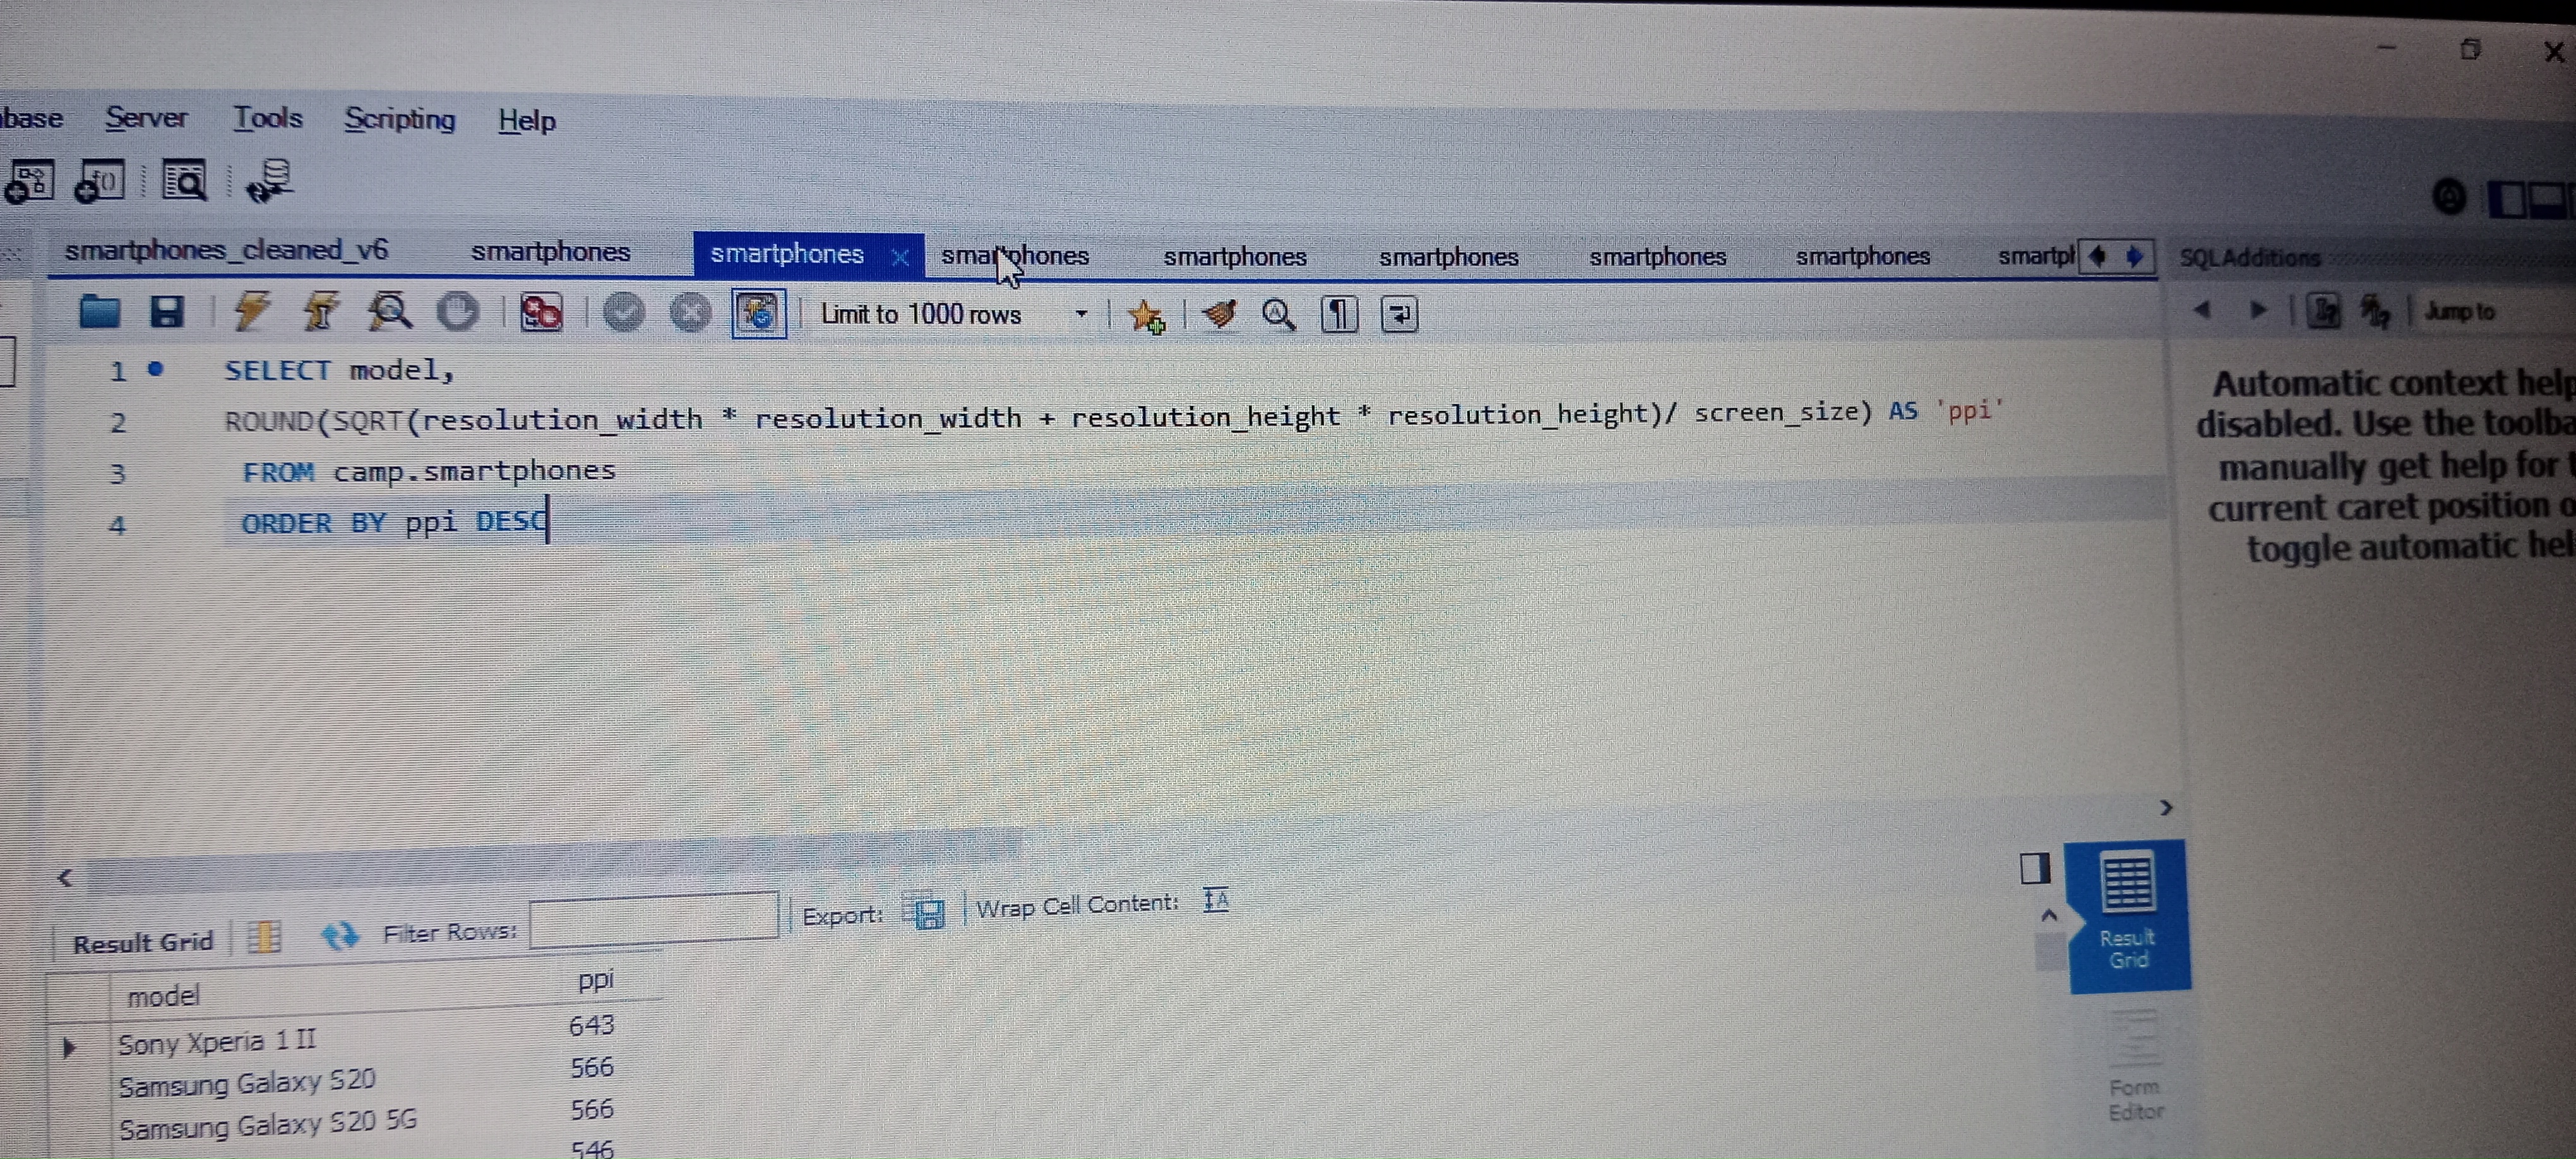 Server Tools Scripting Help
smartphones_cleaned_v6 smartphones smartphones smartphones smartphones smartphones smartphones smartphones SQLAdditions
Limit to 1000 rows Jump to
1 SELECT model,
2 ROUND(SQRT(resolution_width * resolution_width + resolution_height * resolution_height)/ screen_size) AS 'ppi'
3 FROM camp.smartphones
4 ORDER BY ppi DESC
Automatic context help
disabled. Use the
manually get help for
current caret position
toggle automatic
Result Grid Filter Rows: Export: Wrap Cell Content:
model ppi
Sony Xperia 1 II 643
Samsung Galaxy S20 566
Samsung Galaxy S20 5G 566
546
Result
Grid
Form
Editor